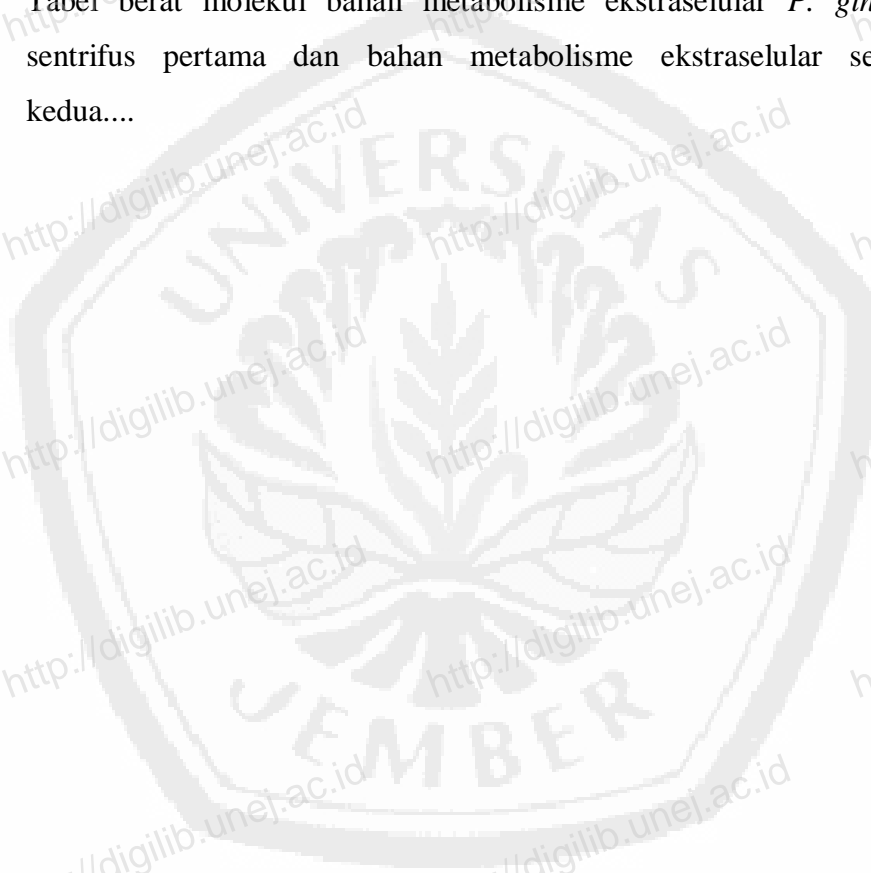 Tabel berat molekul bahan metabolisme ekstraselular P.
sentrifus pertama dan bahan metabolisme ekstraselular
kedua....
http://digilib.unej.ac.id
http://digilib.unej.ac.id
UNIVERSITAS
http://digilib.unej.ac.id
http://digilib.unej.ac.id
http://digilib.unej.ac.id
http://digilib.unej.ac.id
JEMBER
http://digilib.unej.ac.id
http://digilib.unej.ac.id